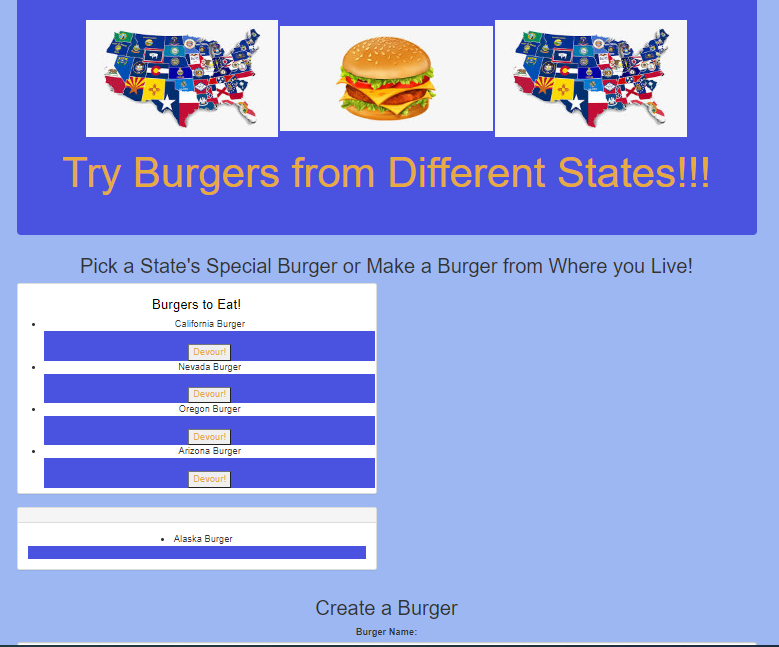 Try Burgers from Different States!!!
Pick a State's Special Burger or Make a Burger from Where you Live!
Burgers to Eat!
California Burger
Devour!
Nevada Burger
Devour!
Oregon Burger
Devour!
Arizona Burger
Devour!
Alaska Burger
Create a Burger
Burger Name: